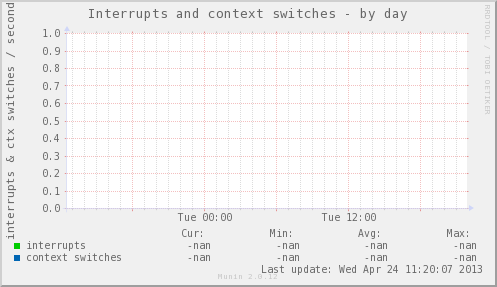 Interrupts and context switches - by day
RRDTOOL / TOBI OETIKER
interrupts & ctx switches / second
1.0
0.9
0.8
0.7
0.6
0.5
0.4
0.3
0.2
0.1
0.0
Tue 00:00 Tue 12:00
Cur: Min: Avg: Max:
interrupts -nan -nan -nan -nan
context switches -nan -nan -nan -nan
Last update: Wed Apr 24 11:20:07 2013
Munin 2.0.12